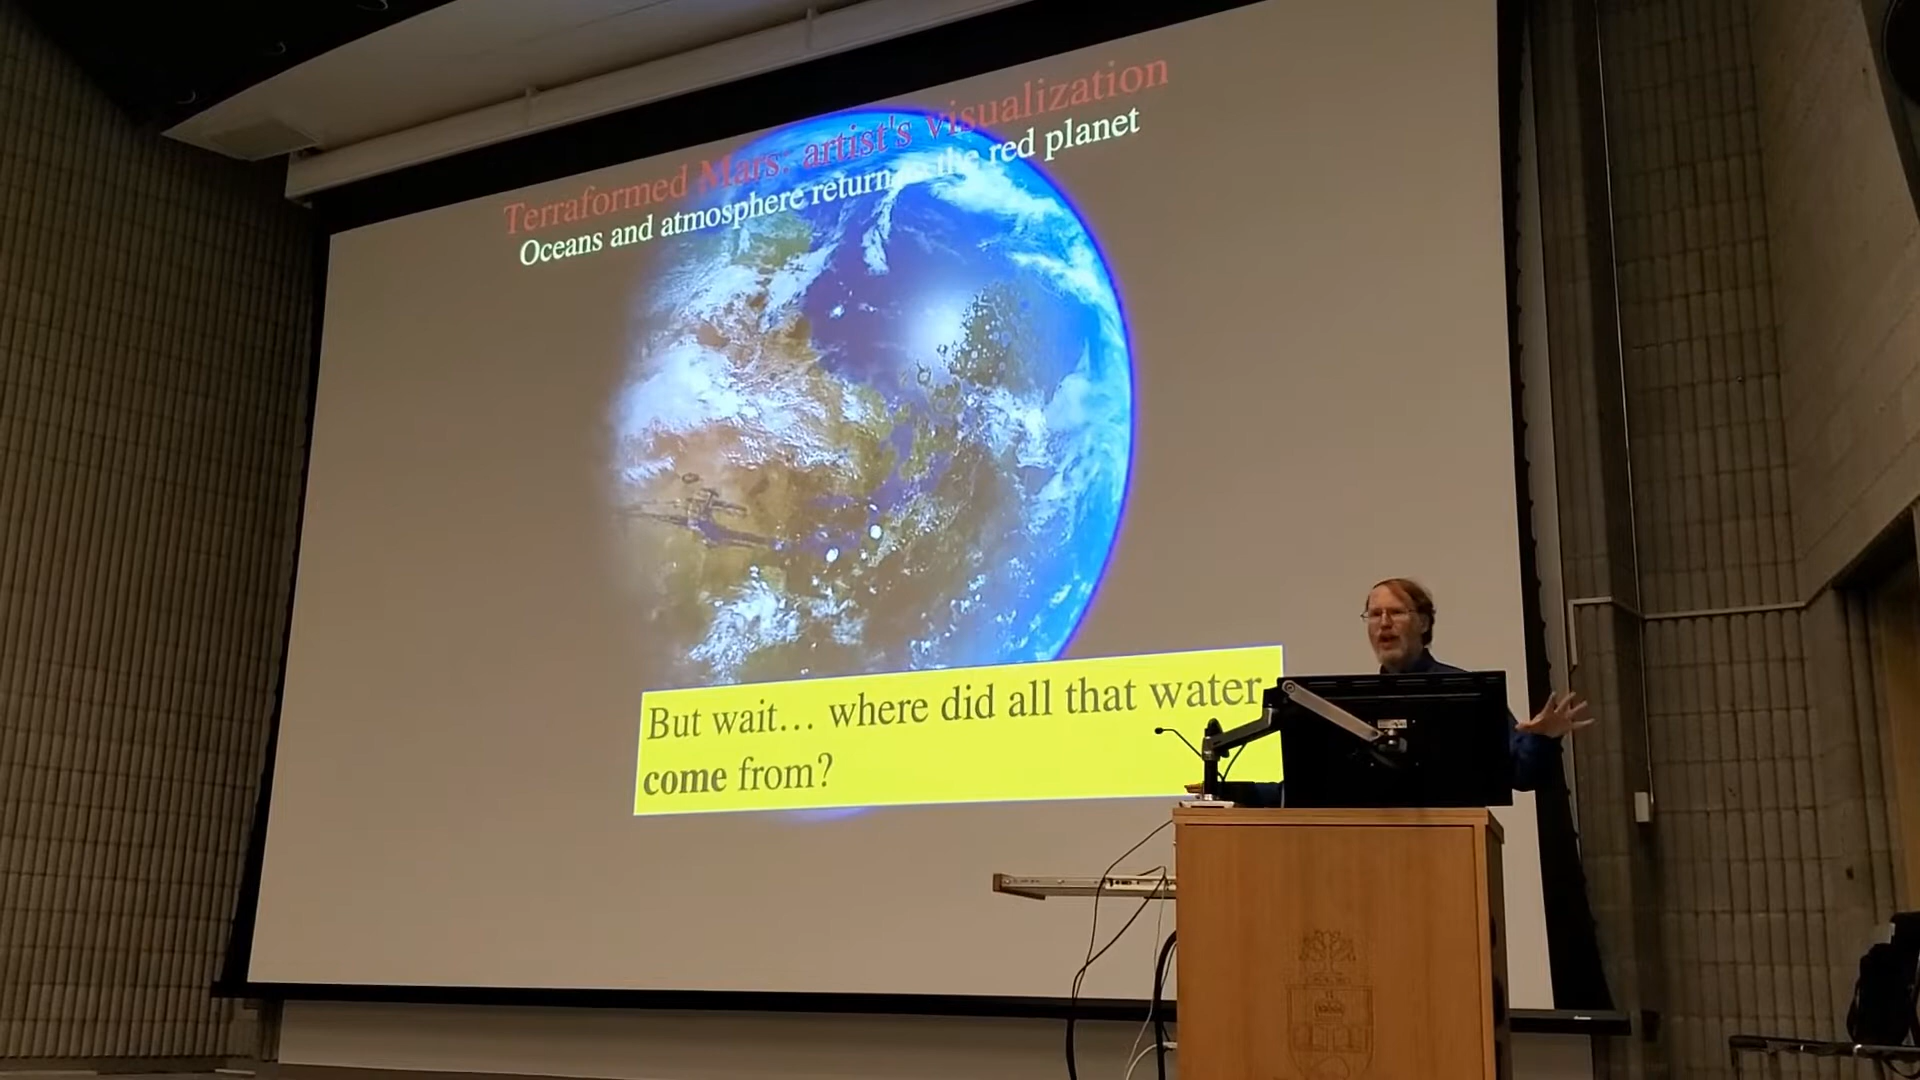 Terraformed Mars: artist's visualization
Oceans and atmosphere return to the red planet
But wait... where did all that water
come from?